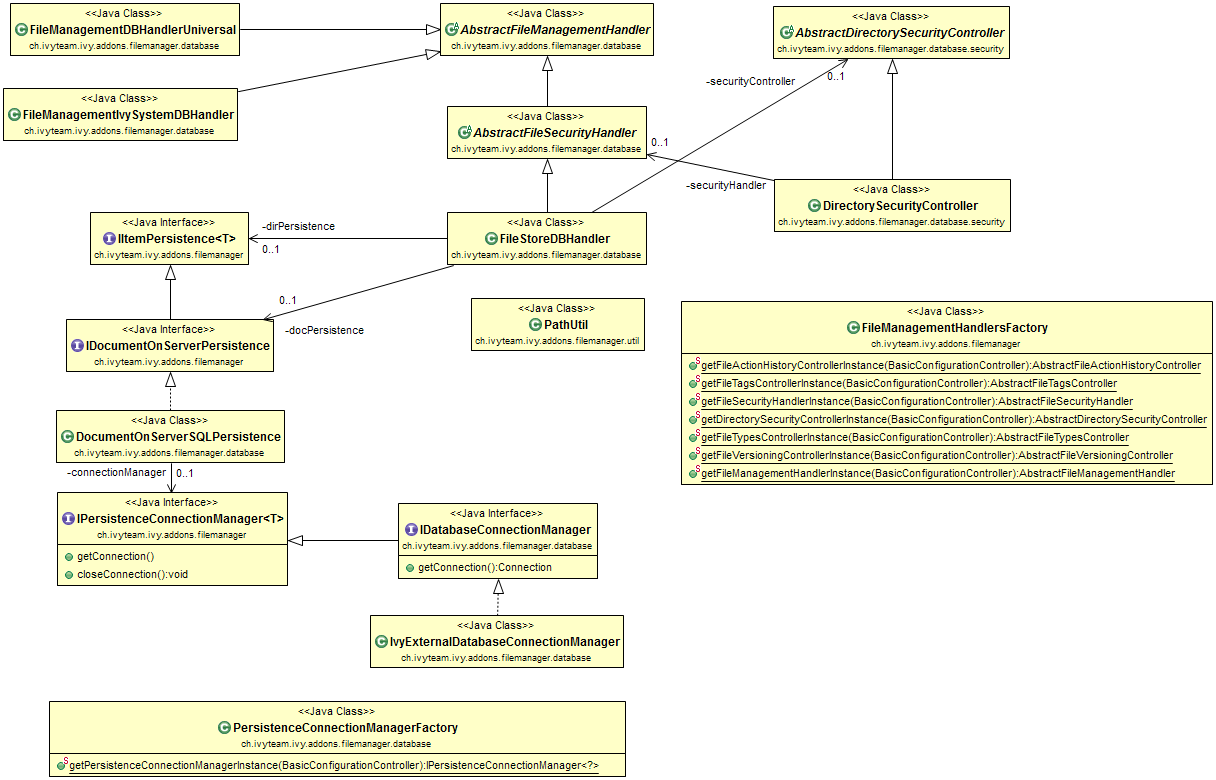 <<Java Class>>
FileManagementDBHandlerUniversal
ch.ivyteam.ivy.addons.filemanager.database
<<Java Class>>
AbstractFileManagementHandler
ch.ivyteam.ivy.addons.filemanager.database
<<Java Class>>
AbstractDirectorySecurityController
ch.ivyteam.ivy.addons.filemanager.database.security
-securityController
0..1
<<Java Class>>
FileManagementIvySystemDBHandler
ch.ivyteam.ivy.addons.filemanager.database
<<Java Class>>
AbstractFileSecurityHandler
ch.ivyteam.ivy.addons.filemanager.database
0..1
-securityHandler
<<Java Class>>
DirectorySecurityController
ch.ivyteam.ivy.addons.filemanager.database.security
<<Java Interface>>
IItemPersistence<T>
ch.ivyteam.ivy.addons.filemanager
-dirPersistence
0..1
<<Java Class>>
FileStoreDBHandler
ch.ivyteam.ivy.addons.filemanager.database
0..1
-docPersistence
<<Java Interface>>
IDocumentOnServerPersistence
ch.ivyteam.ivy.addons.filemanager
<<Java Class>>
PathUtil
ch.ivyteam.ivy.addons.filemanager.util
<<Java Class>>
FileManagementHandlersFactory
ch.ivyteam.ivy.addons.filemanager
getFileActionHistoryControllerInstance(BasicConfigurationController):AbstractFileActionHistoryController
getFileTagsControllerInstance(BasicConfigurationController):AbstractFileTagsController
getFileSecurityHandlerInstance(BasicConfigurationController):AbstractFileSecurityHandler
getDirectorySecurityControllerInstance(BasicConfigurationController):AbstractDirectorySecurityController
getFileTypesControllerInstance(BasicConfigurationController):AbstractFileTypesController
getFileVersioningControllerInstance(BasicConfigurationController):AbstractFileVersioningController
getFileManagementHandlerInstance(BasicConfigurationController):AbstractFileManagementHandler
<<Java Class>>
DocumentOnServerSQLPersistence
ch.ivyteam.ivy.addons.filemanager.database
-connectionManager
0..1
<<Java Interface>>
IPersistenceConnectionManager<T>
ch.ivyteam.ivy.addons.filemanager
getConnection()
closeConnection():void
<<Java Interface>>
IDatabaseConnectionManager
ch.ivyteam.ivy.addons.filemanager.database
getConnection():Connection
<<Java Class>>
IvyExternalDatabaseConnectionManager
ch.ivyteam.ivy.addons.filemanager.database
<<Java Class>>
PersistenceConnectionManagerFactory
ch.ivyteam.ivy.addons.filemanager.database
getPersistenceConnectionManagerInstance(BasicConfigurationController):IPersistenceConnectionManager<?>